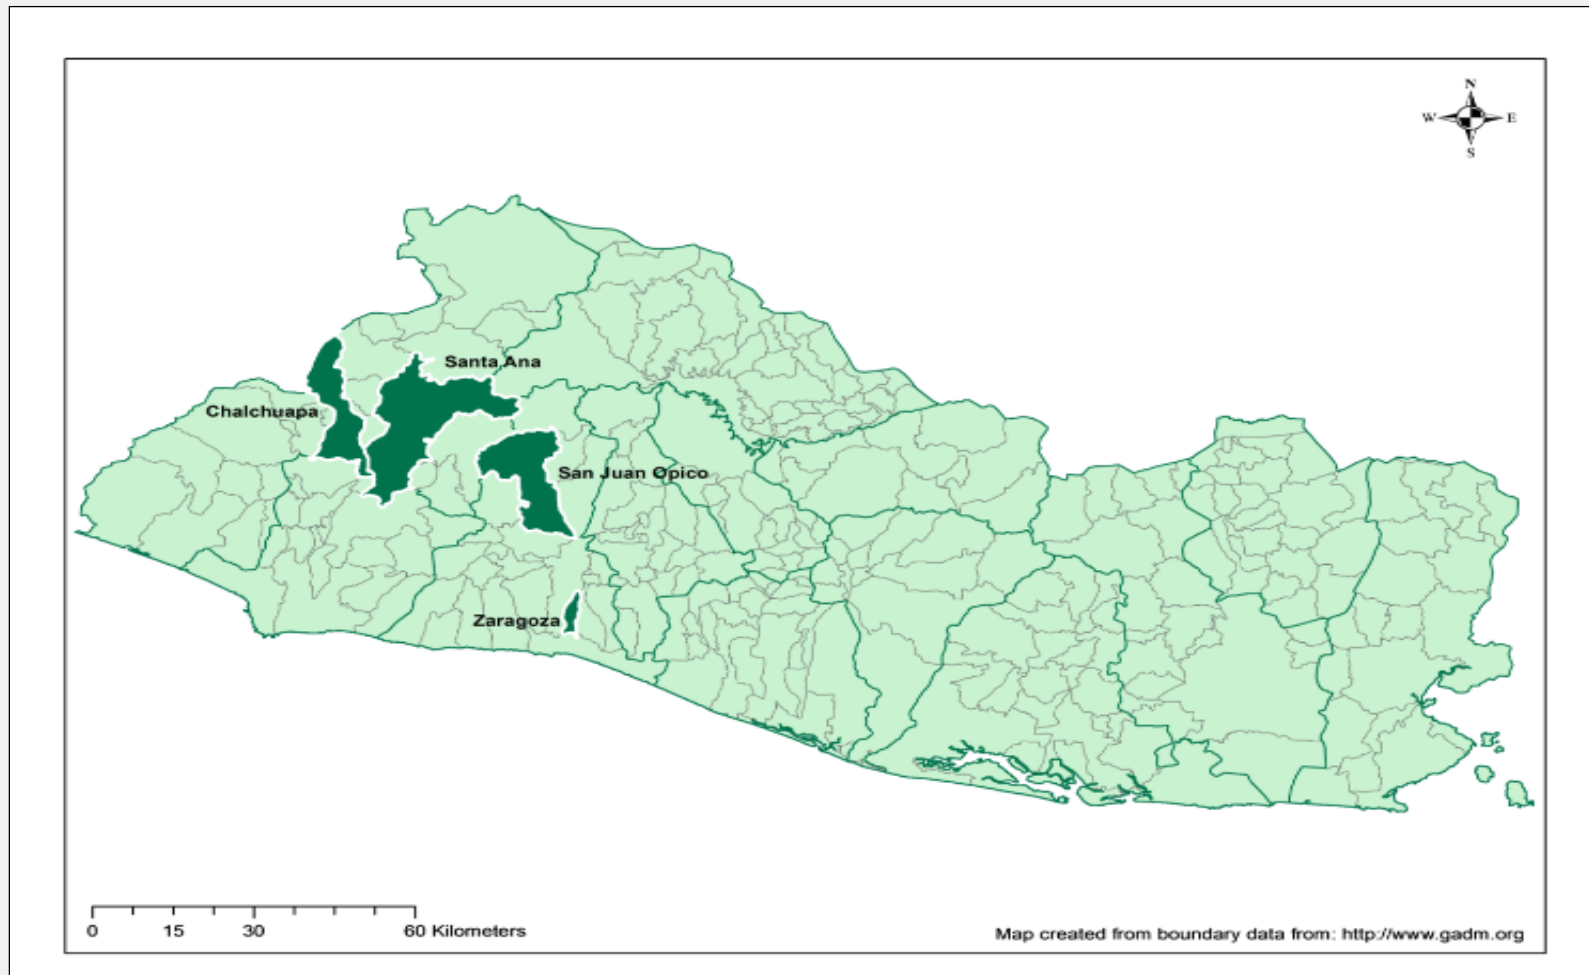 N
W E
S
Santa Ana
Chalchuapa
San Juan Opico
Zaragoza
0 15 30 60 Kilometers
Map created from boundary data from: http://www.gadm.org